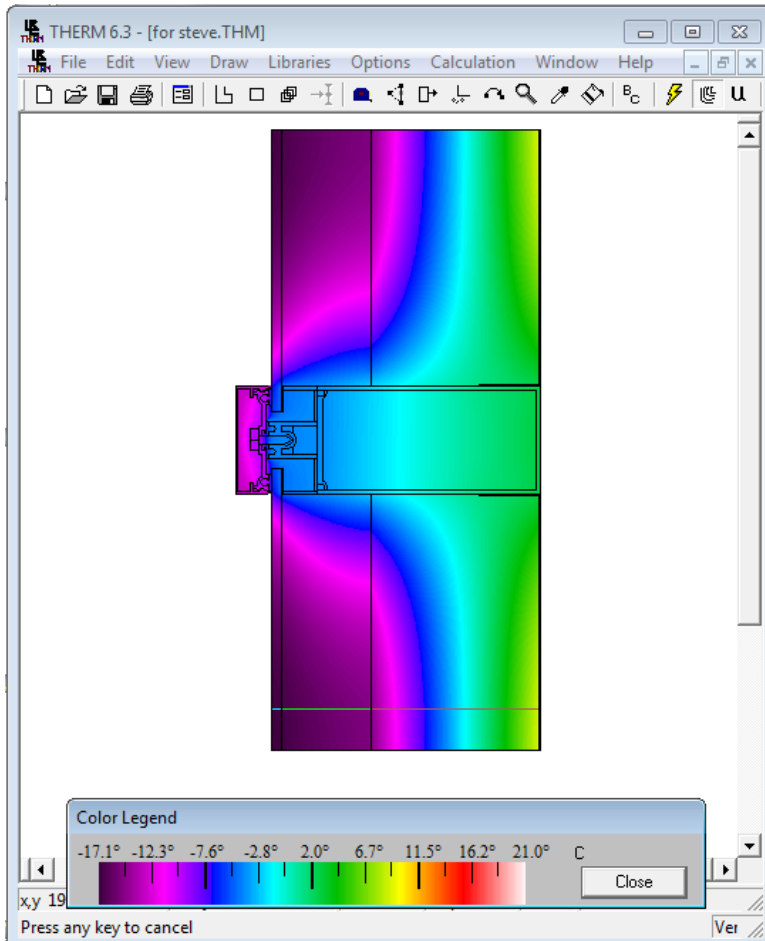 THERM 6.3 - [for steve.THM]
File Edit View Draw Libraries Options Calculation Window Help
BC U
Color Legend
-17.1° -12.3° -7.6° -2.8° 2.0° 6.7° 11.5° 16.2° 21.0° C
Close
x,y 19
Press any key to cancel